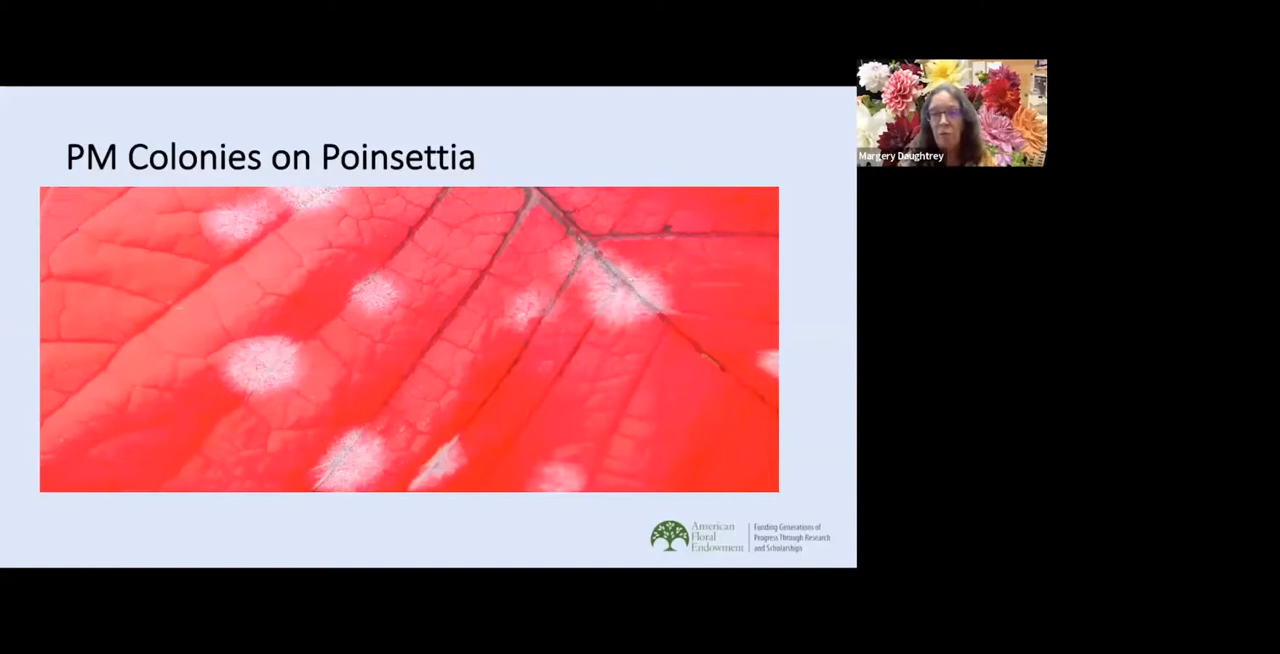 PM Colonies on Poinsettia
Margery Daughtrey
American
Floral
Endowment
Funding Generations of
Progress Through Research
and Scholarships